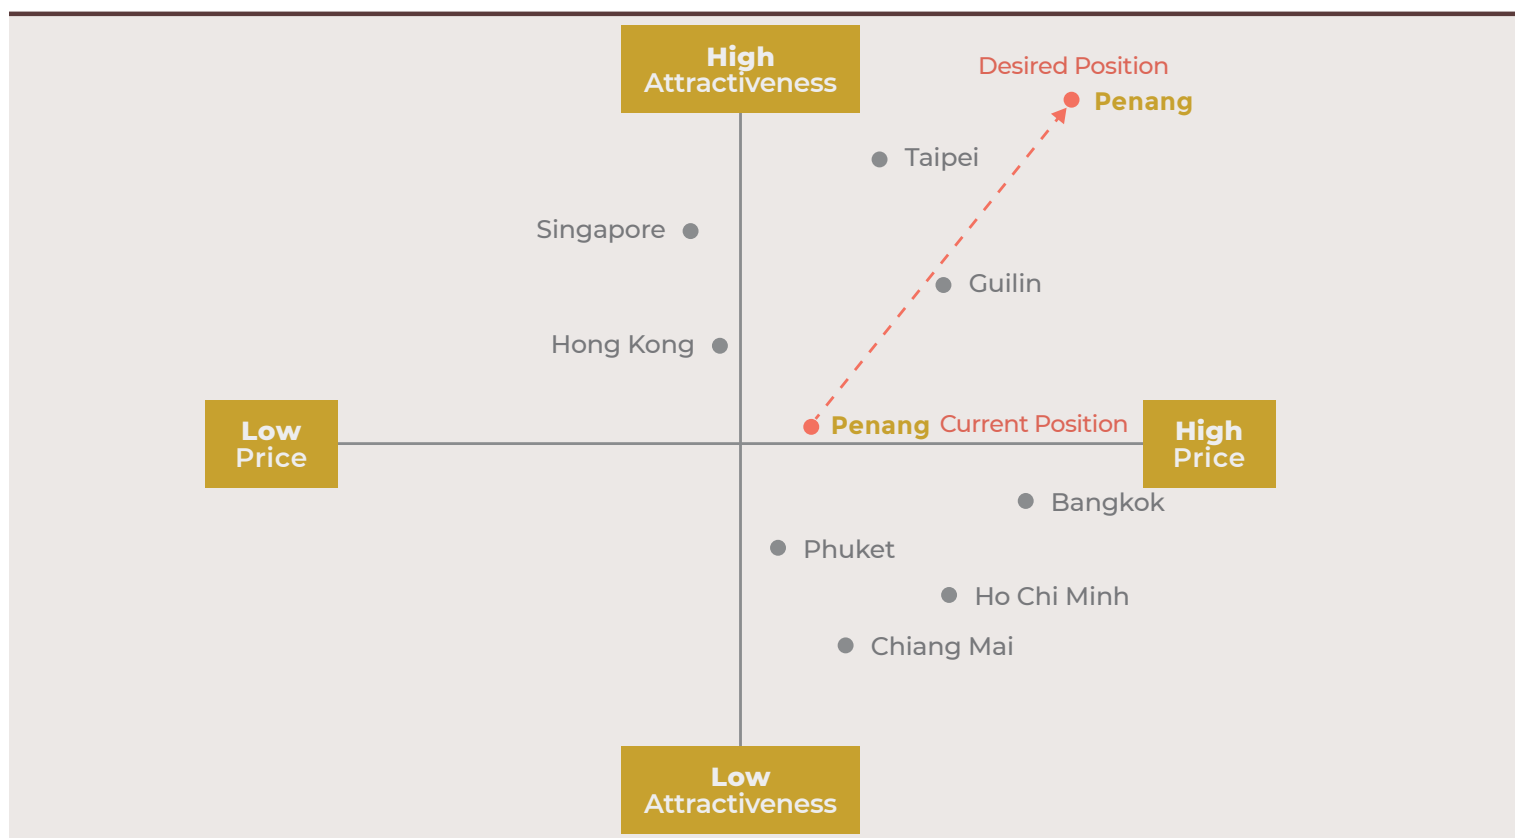 High
Attractiveness
Desired Position
Penang
Taipei
Singapore
Guilin
Hong Kong
Penang Current Position
Low
Price
High
Price
Bangkok
Phuket
Ho Chi Minh
Chiang Mai
Low
Attractiveness